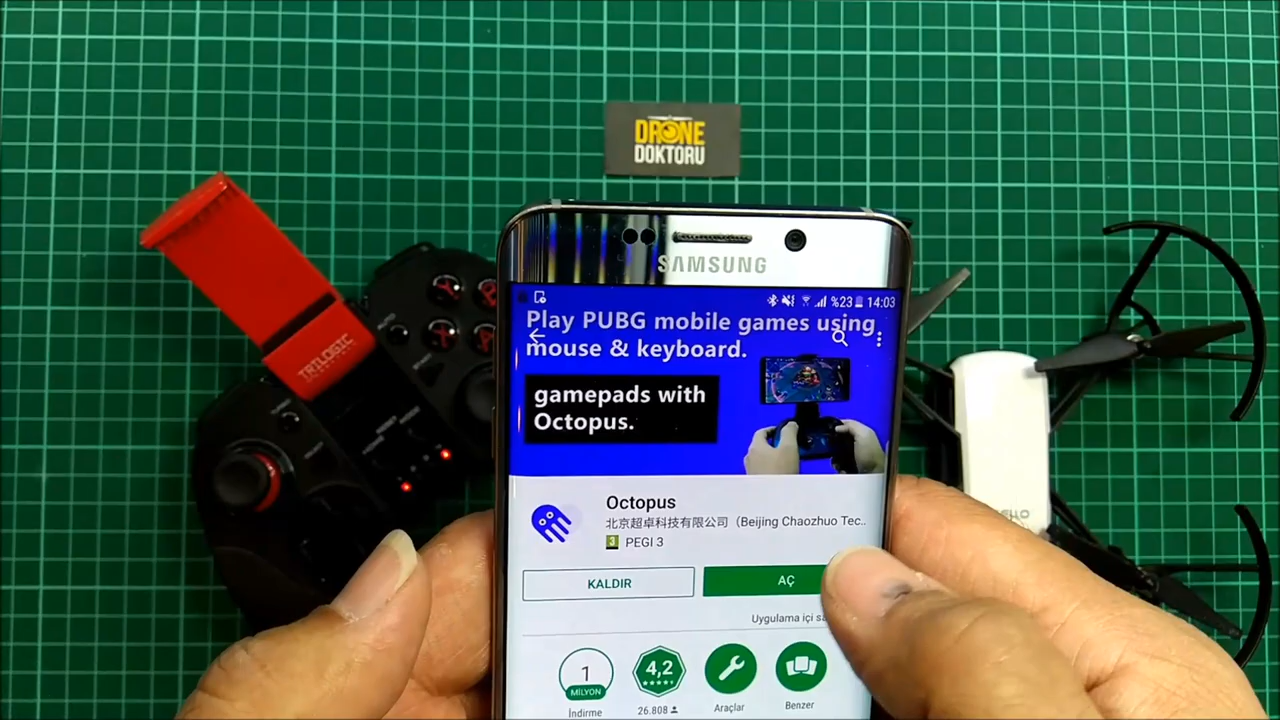 DRONE
DOKTORU
SAMSUNG
%23 14:03
Play PUBG mobile games using
mouse & keyboard.
gamepads with
Octopus.
TRILOGIC
Octopus
北京超卓科技有限公司（Beijing Chaozhuo Tec..
3 PEGI 3
KALDIR
AÇ
Uygulama içi
1
MİLYON
İndirme
4,2
26.808
Araçlar
Benzer